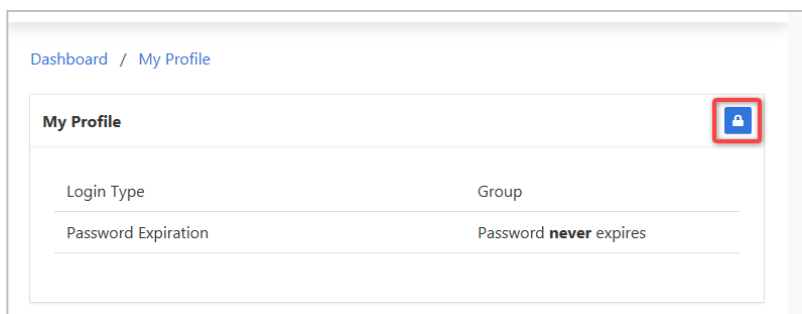 Dashboard / My Profile
My Profile
Login Type Group
Password Expiration Password never expires